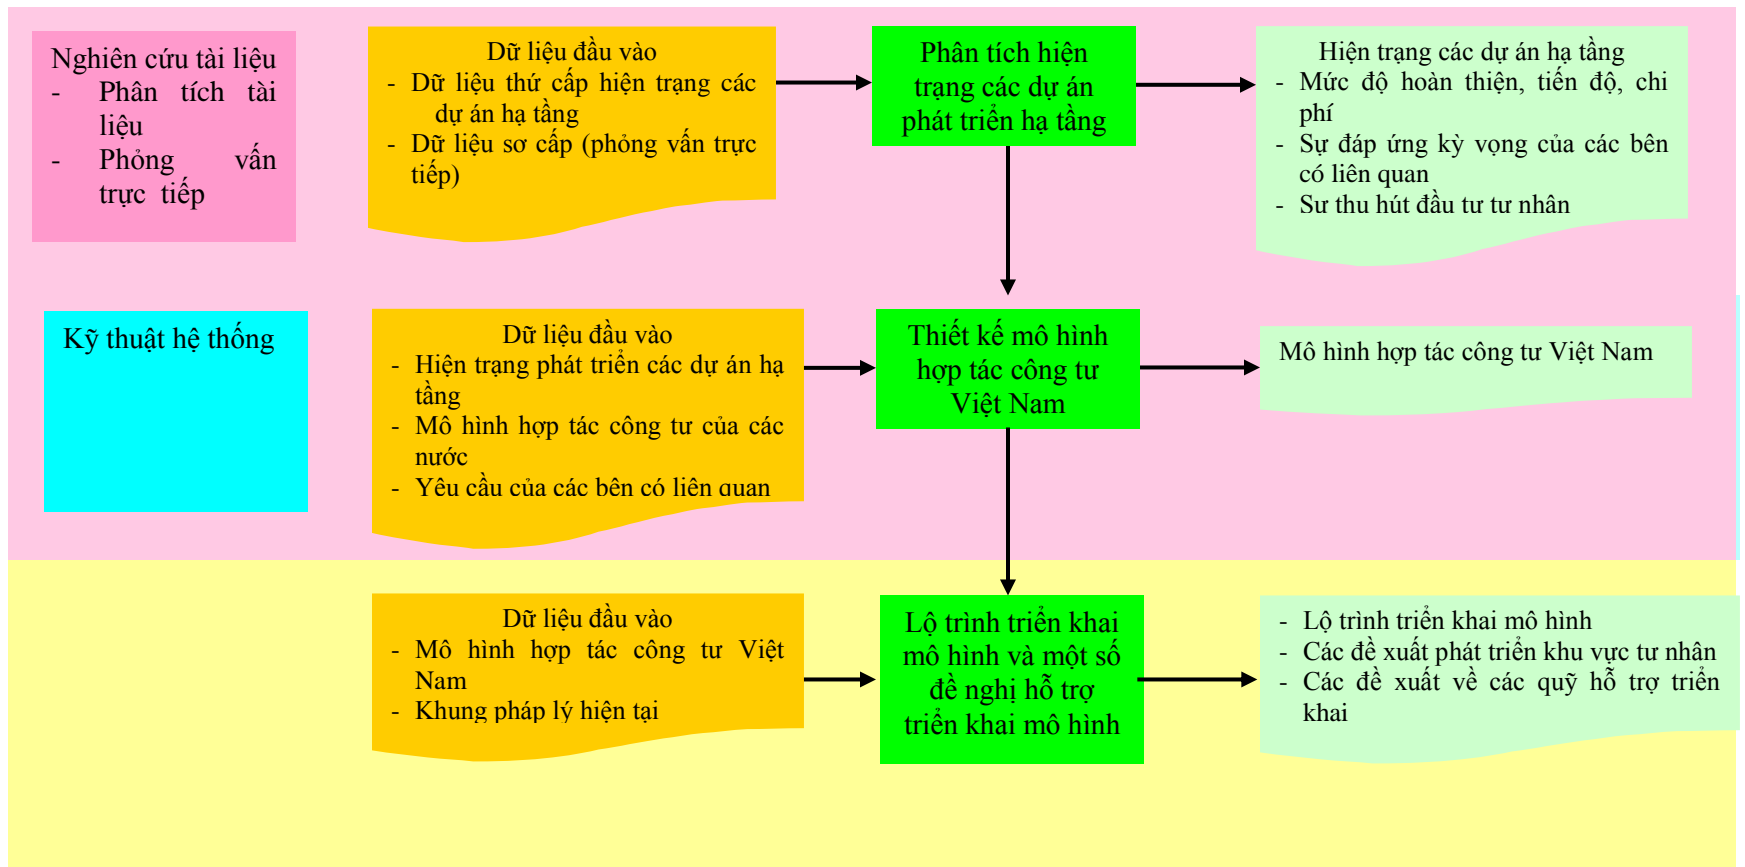 Nghiên cứu tài liệu
- Phân tích tài
liệu
- Phỏng vấn
trực tiếp
Dữ liệu đầu vào
- Dữ liệu thứ cấp hiện trạng các
dự án hạ tầng
- Dữ liệu sơ cấp (phỏng vấn trực
tiếp)
Phân tích hiện
trạng các dự án
phát triển hạ tầng
Hiện trạng các dự án hạ tầng
- Mức độ hoàn thiện, tiến độ, chi
phí
- Sự đáp ứng kỳ vọng của các bên
có liên quan
- Sư thu hút đầu tư tư nhân
Kỹ thuật hệ thống
Dữ liệu đầu vào
- Hiện trạng phát triển các dự án hạ
tầng
- Mô hình hợp tác công tư của các
nước
- Yêu cầu của các bên có liên quan
Thiết kế mô hình
hợp tác công tư
Việt Nam
Mô hình hợp tác công tư Việt Nam
Dữ liệu đầu vào
- Mô hình hợp tác công tư Việt
Nam
- Khung pháp lý hiện tại
Lộ trình triển khai
mô hình và một số
đề nghị hỗ trợ
triển khai mô hình
- Lộ trình triển khai mô hình
- Các đề xuất phát triển khu vực tư nhân
- Các đề xuất về các quỹ hỗ trợ triển
khai